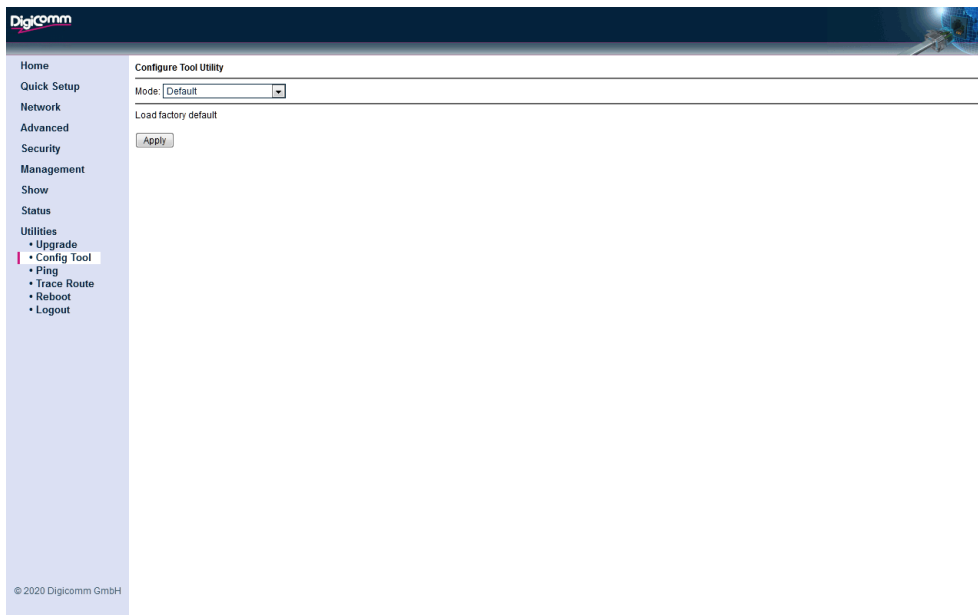 Digicomm
Home
Quick Setup
Network
Advanced
Security
Management
Show
Status
Utilities
• Upgrade
• Config Tool
• Ping
• Trace Route
• Reboot
• Logout
© 2020 Digicomm GmbH
Configure Tool Utility
Mode: Default
Load factory default
Apply